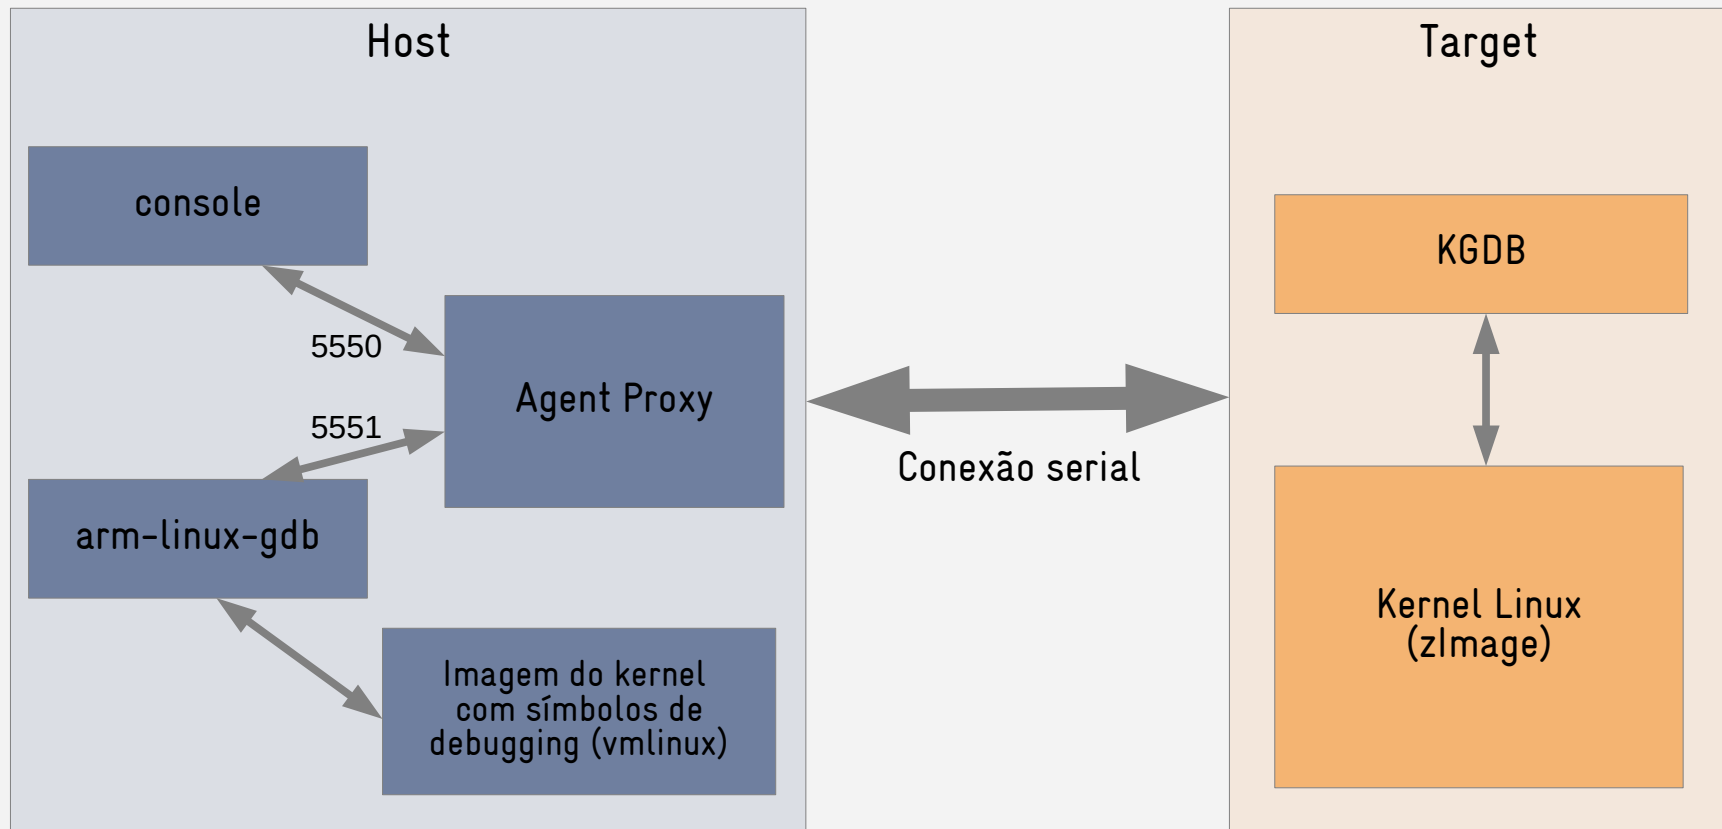 Host
console
5550
Agent Proxy
5551
arm-linux-gdb
Imagem do kernel
com símbolos de
debugging (vmlinux)
Conexão serial
Target
KGDB
Kernel Linux
(zImage)